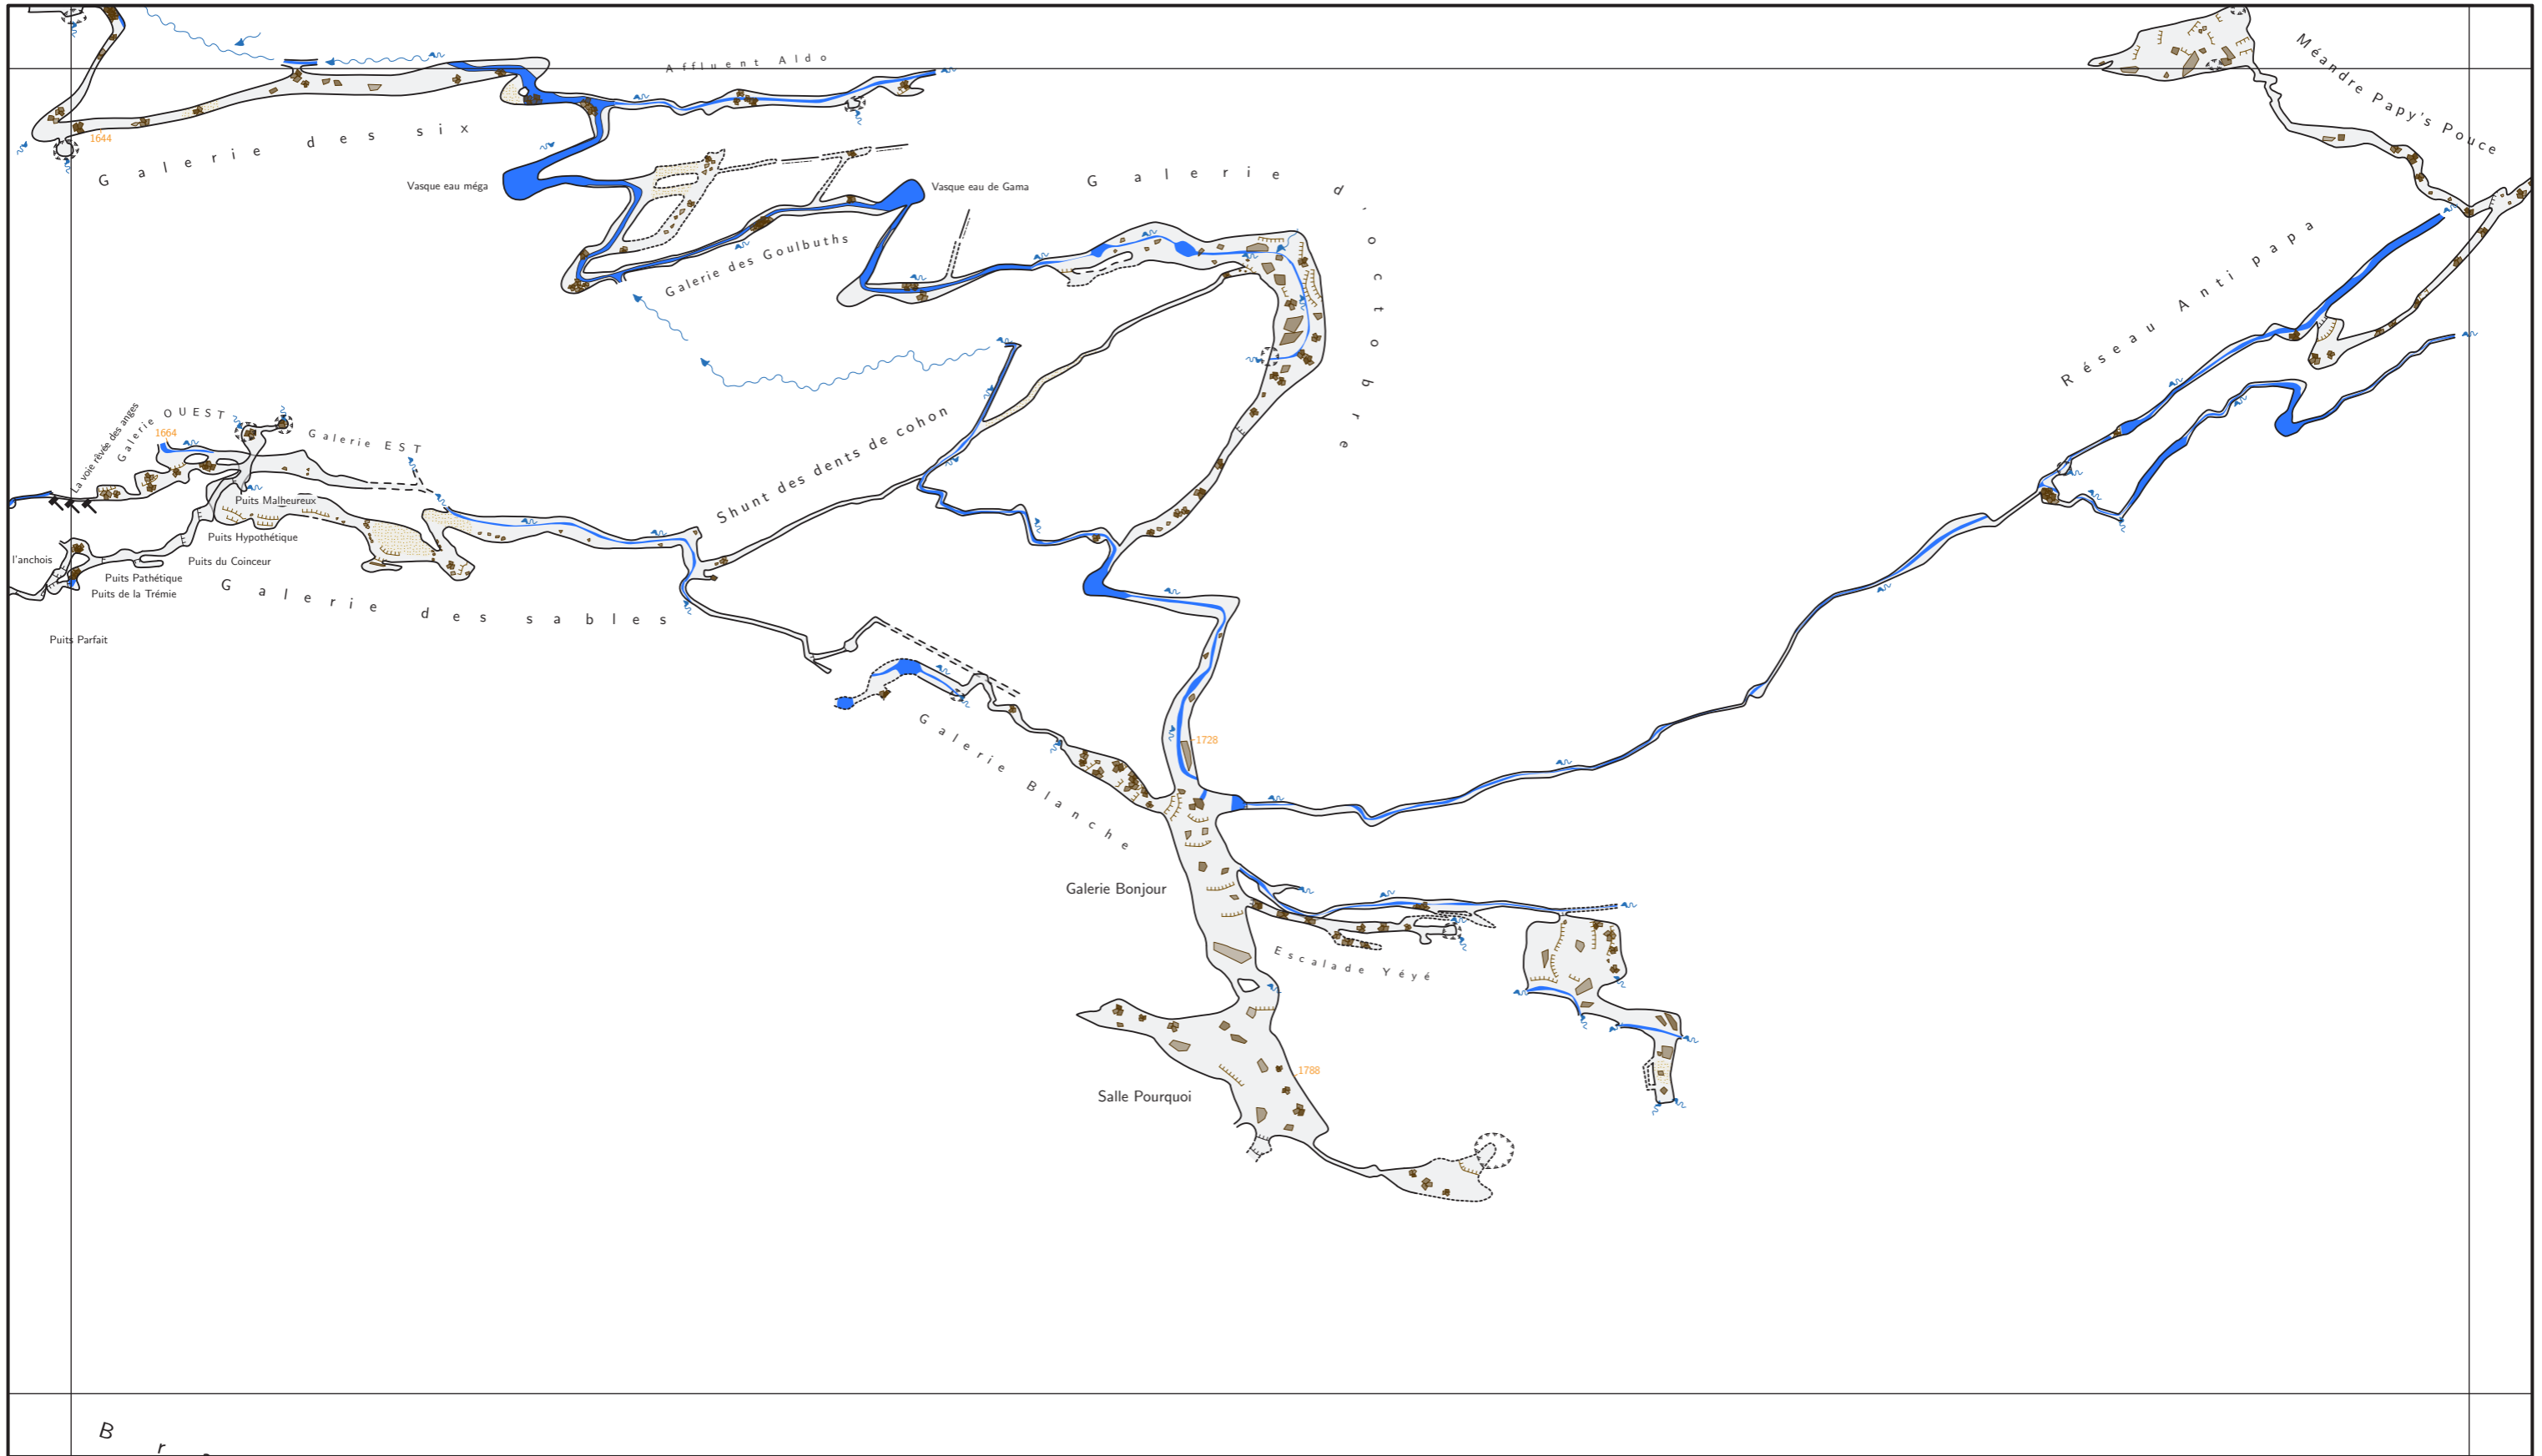 Affluent Aldo
Méandre Papy's Pouce
1644
Galerie des six
Vasque eau méga
Vasque eau de Gama
Galerie d'octobre
Galerie des Goulbuths
Réseau Anti papa
La voie rêvée des anges
Galerie OUEST
1664
Galerie EST
Shunt des dents de cohon
Puits Malheureux
Puits Hypothétique
l'anchois
Puits du Coinceur
Puits Pathétique
Puits de la Trémie
Galerie des sables
Puits Parfait
Galerie Blanche
1728
Galerie Bonjour
Escalade Yéyé
1788
Salle Pourquoi
B r